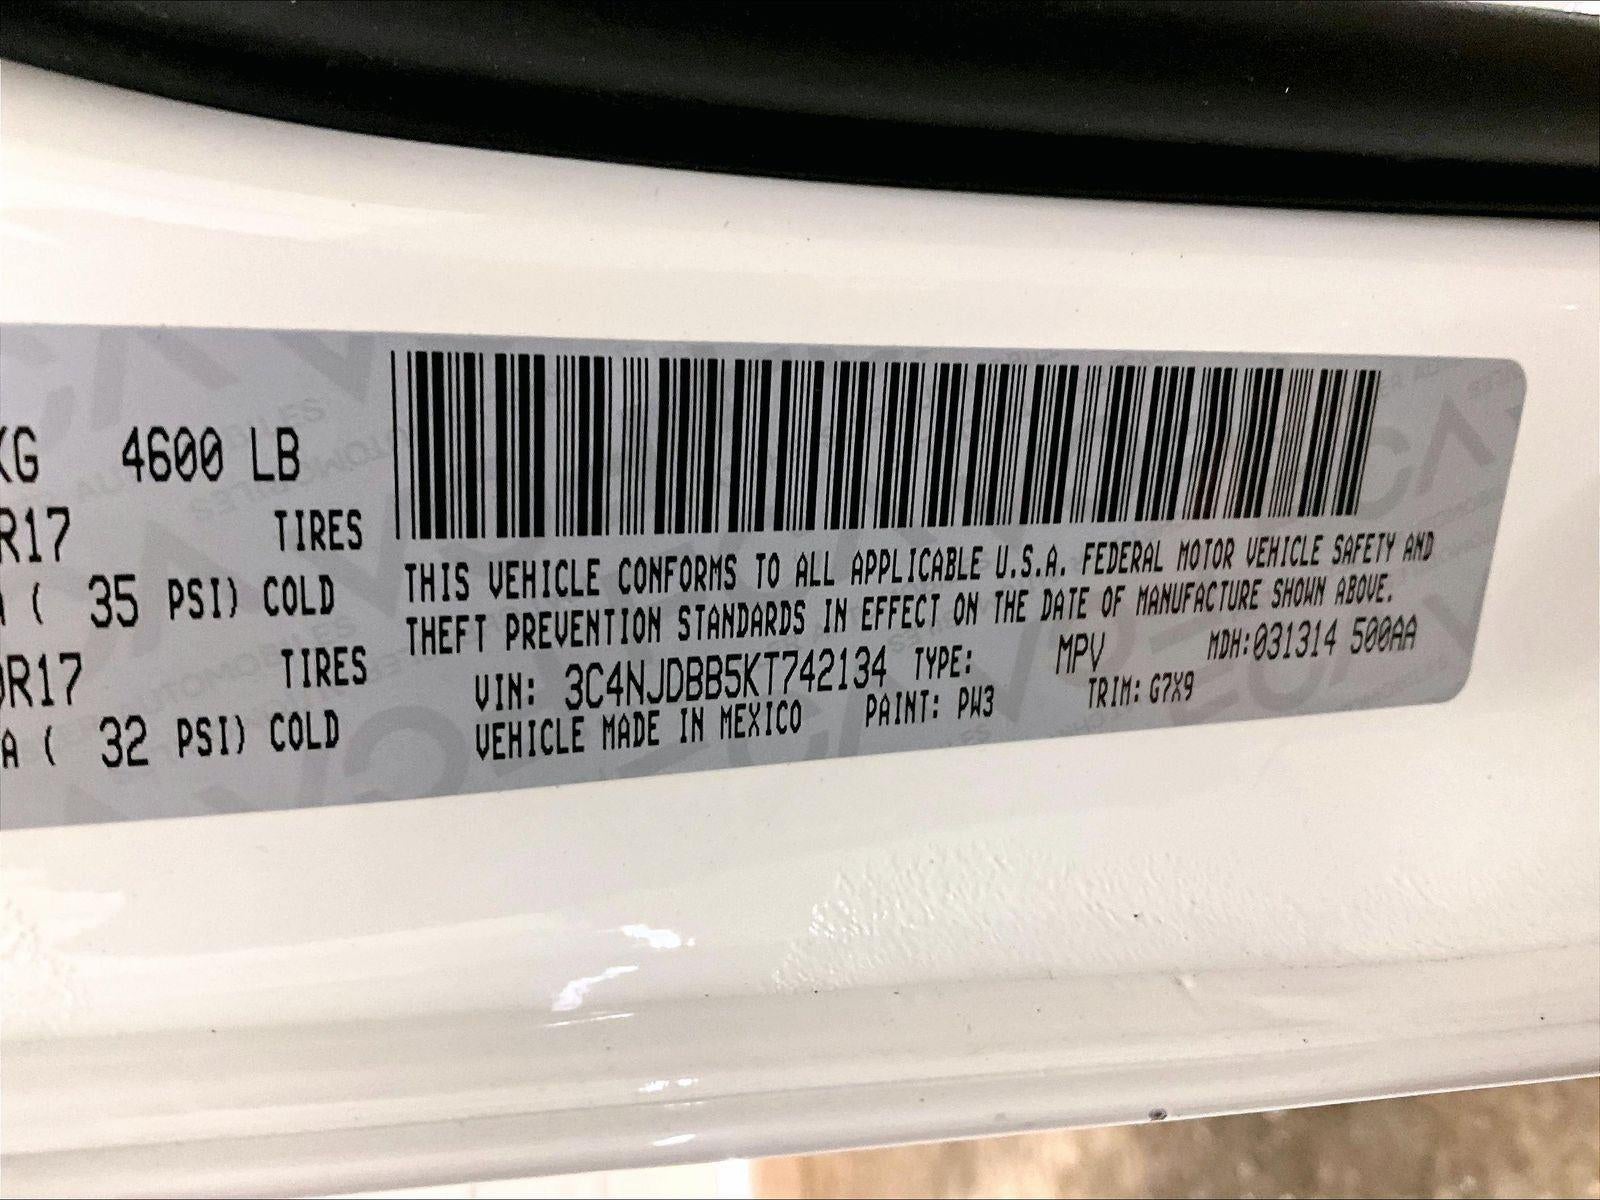 KG 4600 LB
R17 TIRES
( 35 PSI) COLD
R17 TIRES
A ( 32 PSI) COLD
THIS VEHICLE CONFORMS TO ALL APPLICABLE U.S.A. FEDERAL MOTOR VEHICLE SAFETY AND
THEFT PREVENTION STANDARDS IN EFFECT ON THE DATE OF MANUFACTURE SHOWN ABOVE.
VIN: 3C4NJDBB5KT742134 TYPE: MPV MDH:031314 500AA
VEHICLE MADE IN MEXICO PAINT: PW3 TRIM: G7X9